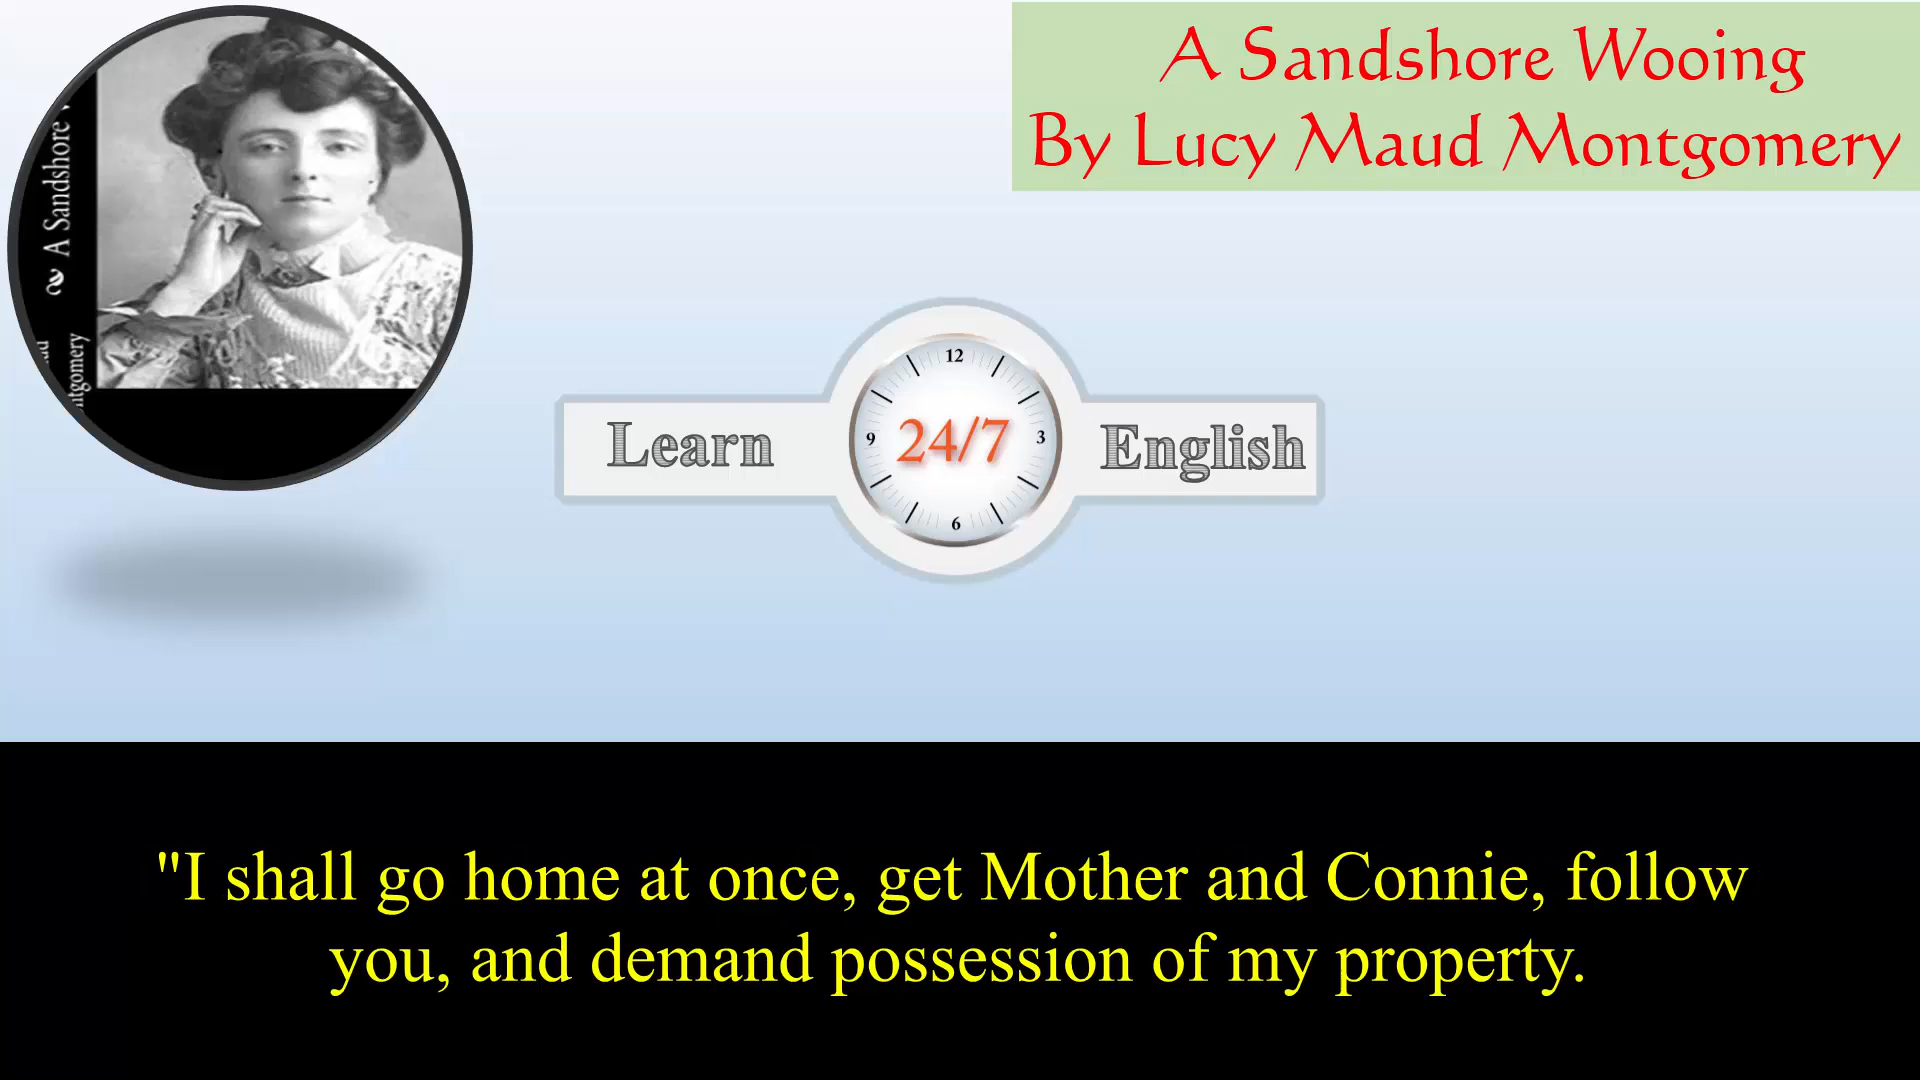 A Sandshore Wooing
By Lucy Maud Montgomery
A Sandshore
tgomery
Learn
24/7
English
12
3
6
9
"I shall go home at once, get Mother and Connie, follow
you, and demand possession of my property.